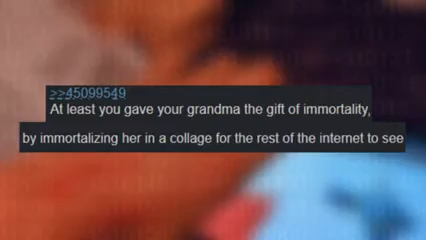 >>45099549
At least you gave your grandma the gift of immortality,
by immortalizing her in a collage for the rest of the internet to see